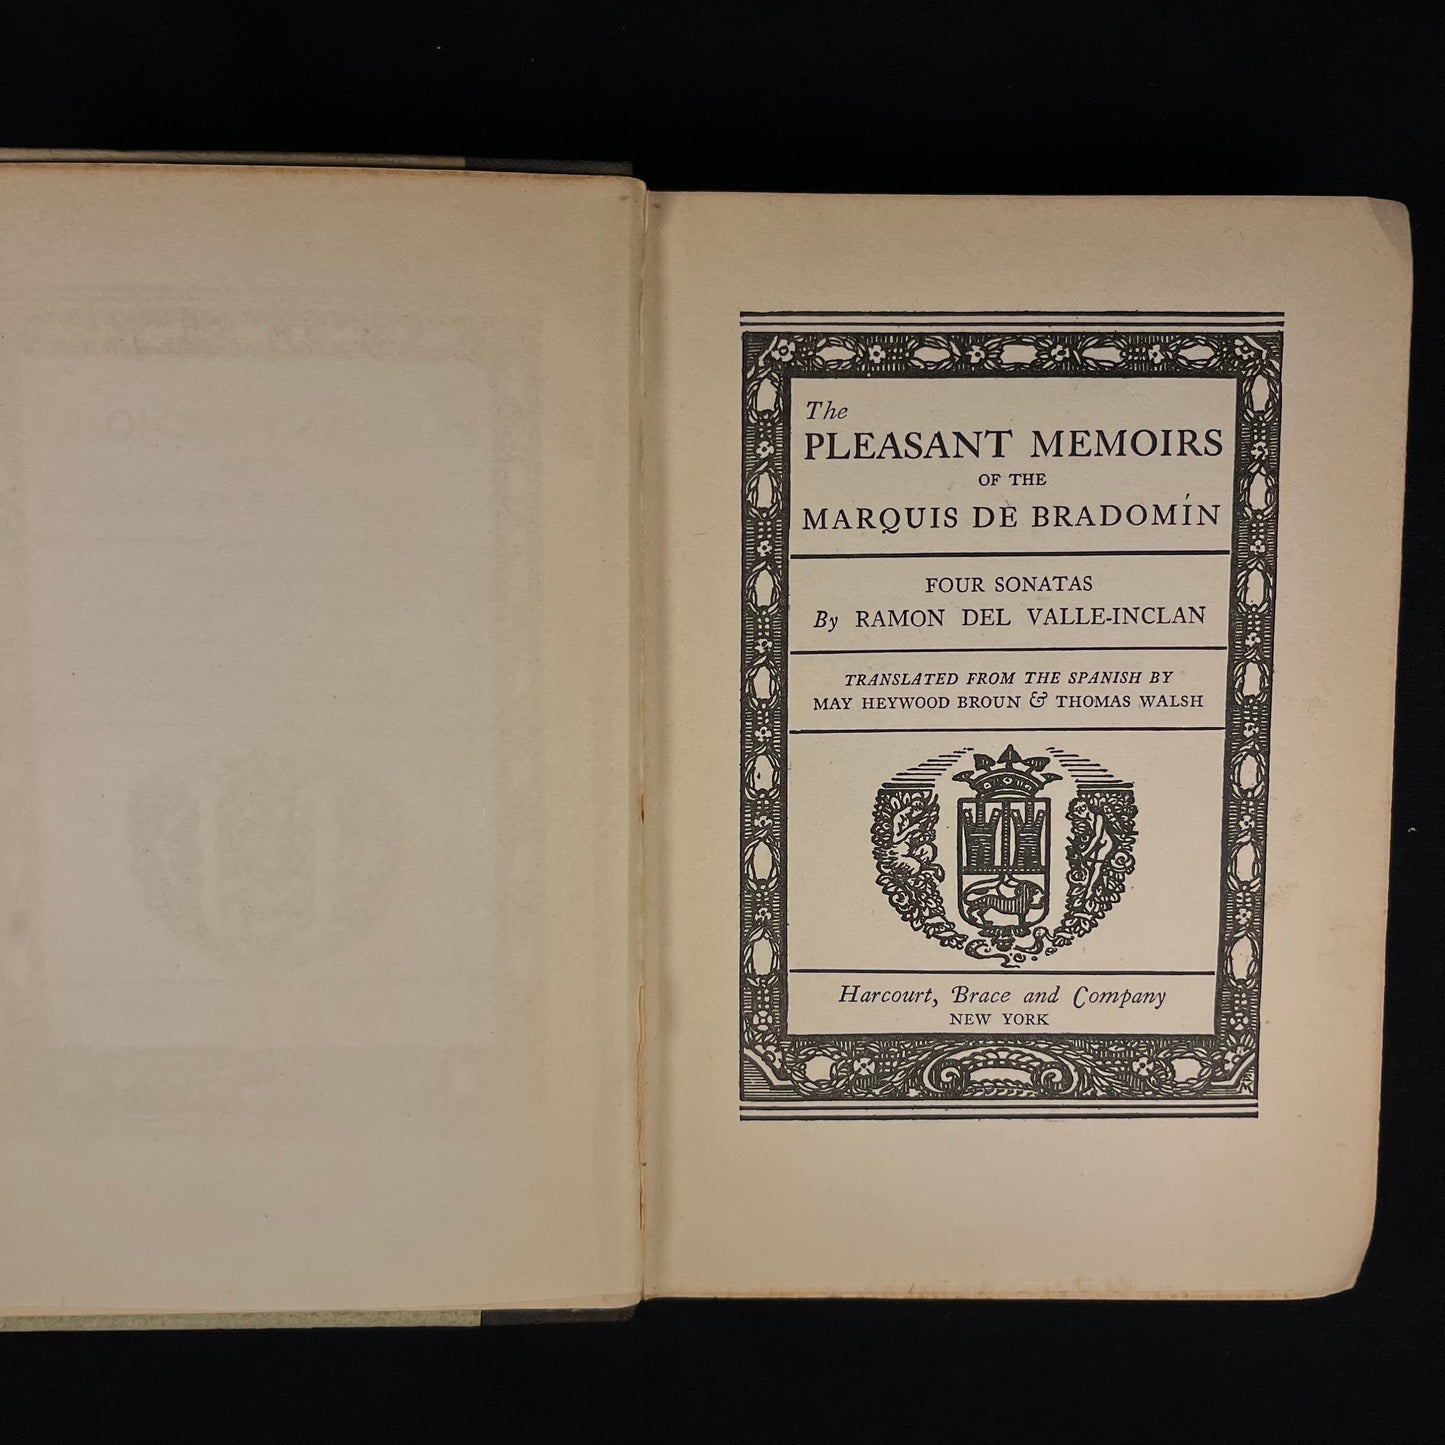 The
PLEASANT MEMOIRS
OF THE
MARQUIS DE BRADOMÍN
FOUR SONATAS
By RAMON DEL VALLE-INCLAN
TRANSLATED FROM THE SPANISH BY
MAY HEYWOOD BROUN & THOMAS WALSH
Harcourt, Brace and Company
NEW YORK